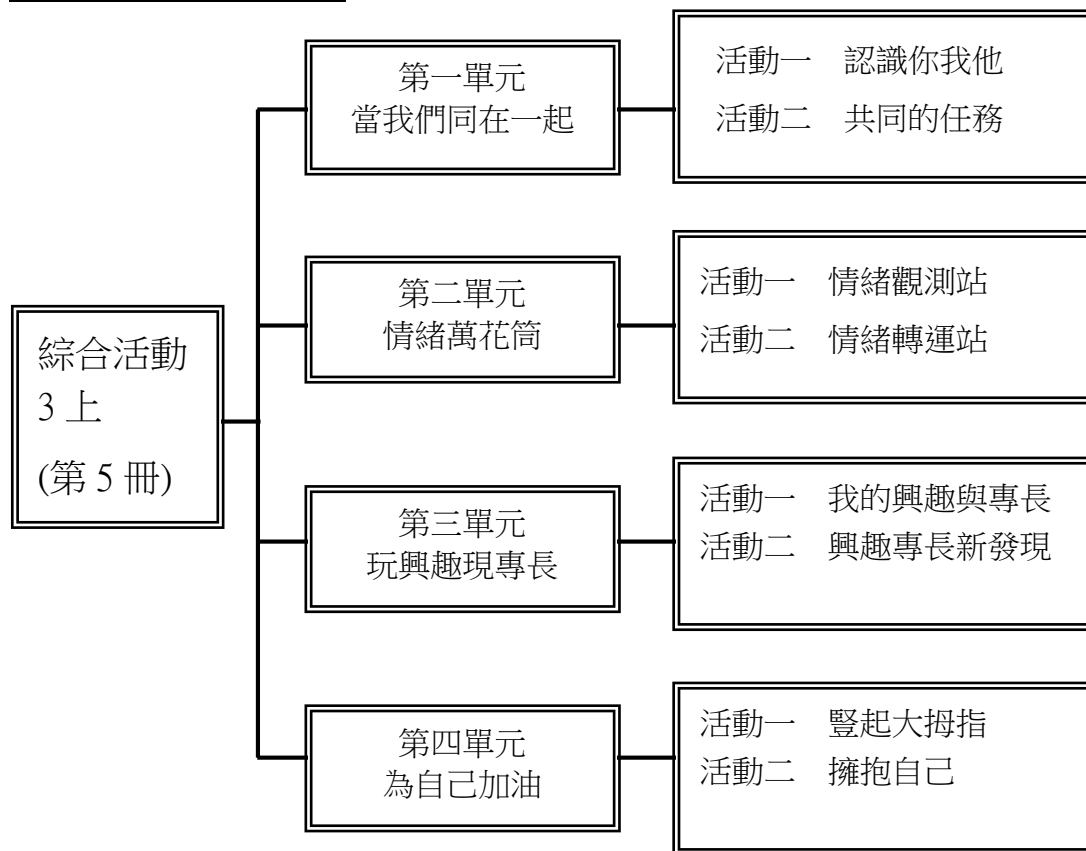 綜合活動
3 上
(第 5 冊)
第一單元
當我們同在一起
活動一 認識你我他
活動二 共同的任務
第二單元
情緒萬花筒
活動一 情緒觀測站
活動二 情緒轉運站
第三單元
玩興趣現專長
活動一 我的興趣與專長
活動二 興趣專長新發現
第四單元
為自己加油
活動一 豎起大拇指
活動二 擁抱自己